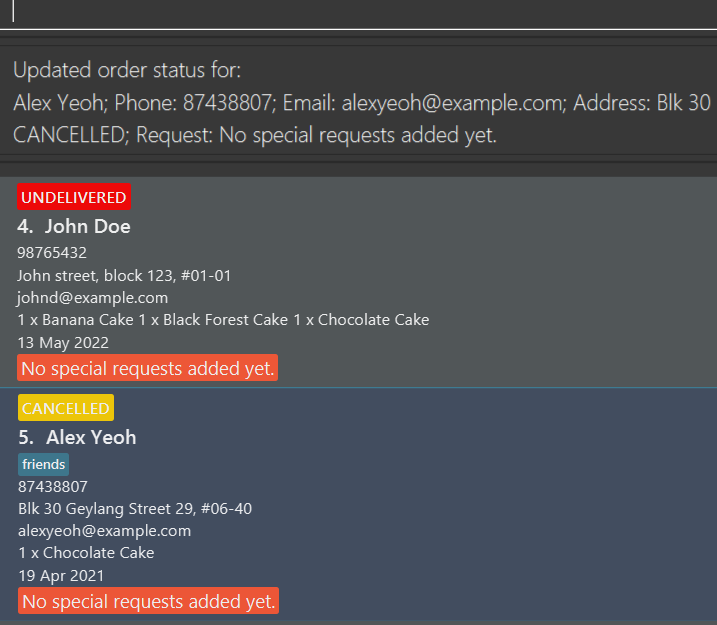 Updated order status for:
Alex Yeoh; Phone: 87438807; Email: alexyeoh@example.com; Address: Blk 30
CANCELLED; Request: No special requests added yet.
UNDELIVERED
4. John Doe
98765432
John street, block 123, #01-01
johnd@example.com
1 x Banana Cake 1 x Black Forest Cake 1 x Chocolate Cake
13 May 2022
No special requests added yet.
CANCELLED
5. Alex Yeoh
friends
87438807
Blk 30 Geylang Street 29, #06-40
alexyeoh@example.com
1 x Chocolate Cake
19 Apr 2021
No special requests added yet.